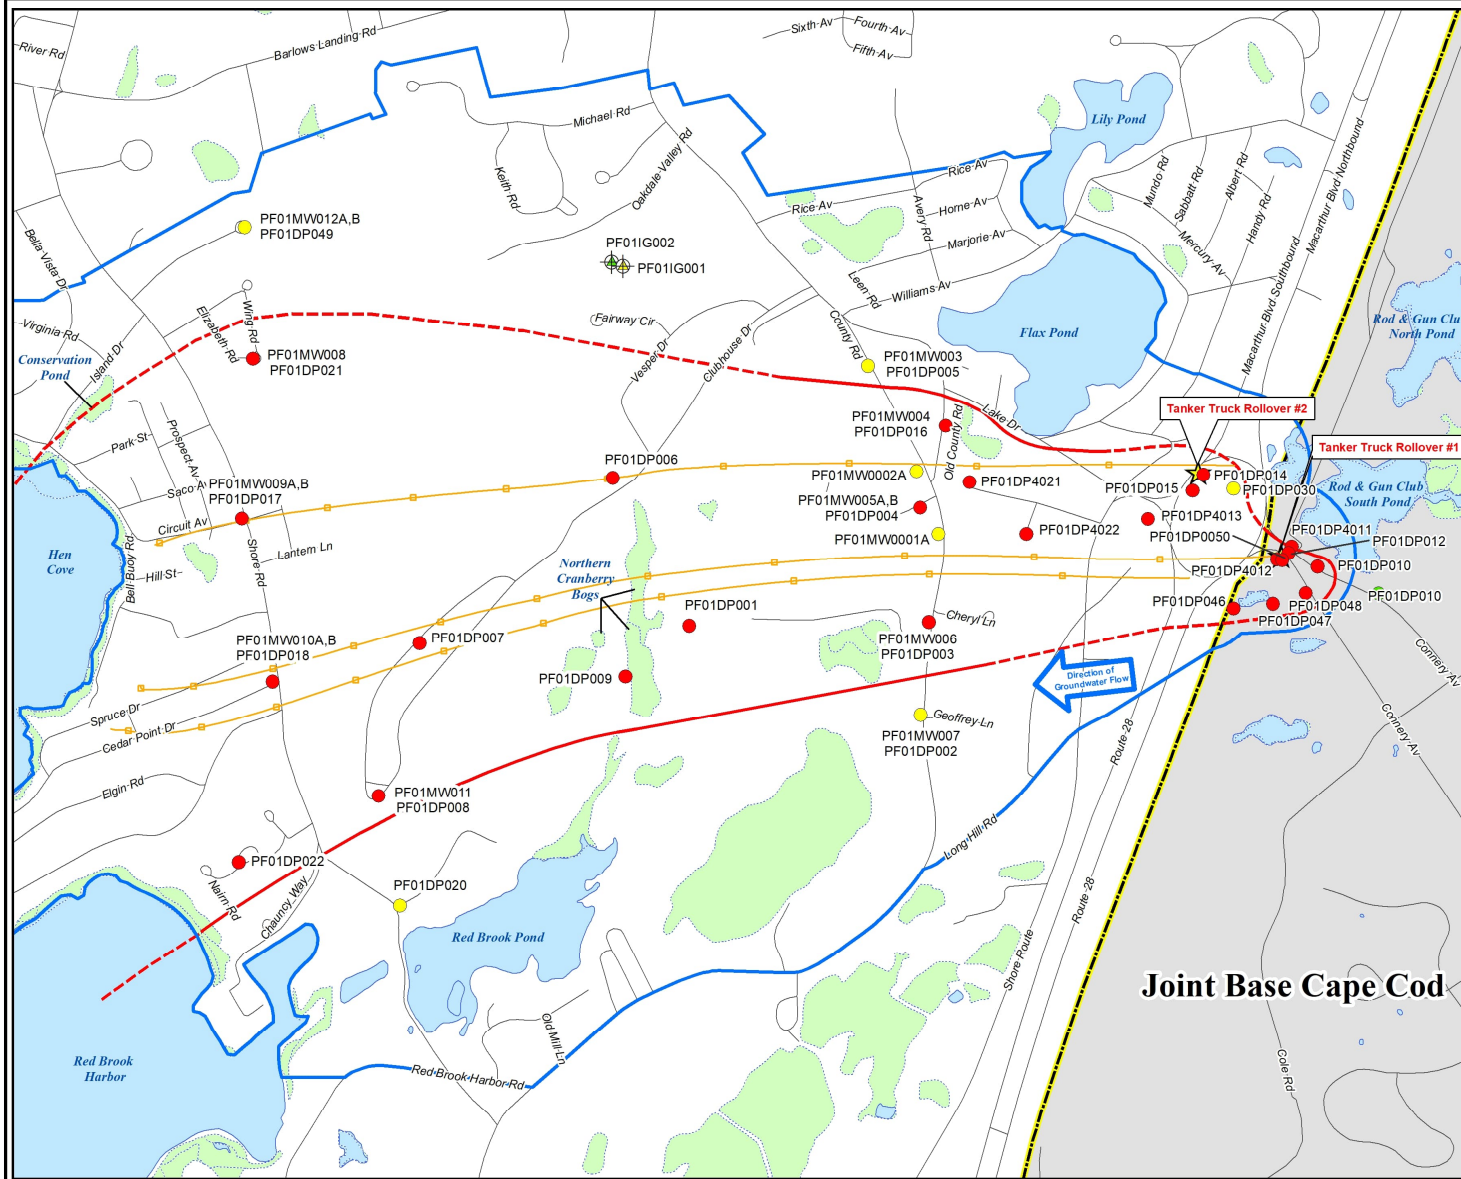 River Rd
Barlows Landing Rd
Sixth Av
Fourth Av
Fifth Av
Michael Rd
Keith Rd
Oakdale Valley Rd
Lily Pond
Rice Av
Rice Av
Home Av
Avery Rd
Marjorie Av
Mundo Rd
Sabbatt Rd
Albert Rd
Handy Rd
Mercury Av
Macarthur Blvd Northbound
Macarthur Blvd Southbound
PF01MW012A,B
PF01DP049
PF01IG002
PF01IG001
Bella Vista Dr
Virginia Rd
Conservation
Pond
Island Dr
Elizabeth Rd
Wing Rd
PF01MW008
PF01DP021
Fairway Cir
Vesper Dr
Clubhouse Dr
Leen Rd
County Rd
Williams Av
Flax Pond
Rod & Gun Clu
North Pond
PF01MW003
PF01DP005
Tanker Truck Rollover #2
Tanker Truck Rollover #1
PF01MW004
PF01DP016
Old County Rd
Lake Dr
Park St
Prospect Av
Saco A
PF01MW009A,B
PF01DP017
PF01DP006
PF01MW0002A
PF01DP4021
PF01DP014
PF01DP015
PF01DP030
Rod & Gun Club
South Pond
PF01MW005A,B
PF01DP004
PF01DP4013
PF01DP0050
PF01DP4011
PF01DP012
PF01MW0001A
PF01DP4022
PF01DP4012
PF01DP010
PF01DP010
Circuit Av
Lantern Ln
Shore Rd
Hen
Cove
Bell Buoy Rd
Hill St
Northern
Cranberry
Bogs
PF01DP001
PF01DP046
PF01DP048
PF01DP047
Cheryl Ln
PF01MW006
PF01DP003
PF01MW010A,B
PF01DP018
PF01DP007
PF01DP009
Direction of
Groundwater Flow
Connery Av
Connery Av
Spruce Dr
Cedar Point Dr
Geoffrey Ln
PF01MW007
PF01DP002
Route 28
Elgin Rd
PF01MW011
PF01DP008
Long Hill Rd
PF01DP022
PF01DP020
Nairn Rd
Chauncy Way
Route 28
Red Brook Pond
Shore Route
Joint Base Cape Cod
Old Mill Ln
Red Brook
Harbor
Red Brook Harbor Rd
Cole Rd